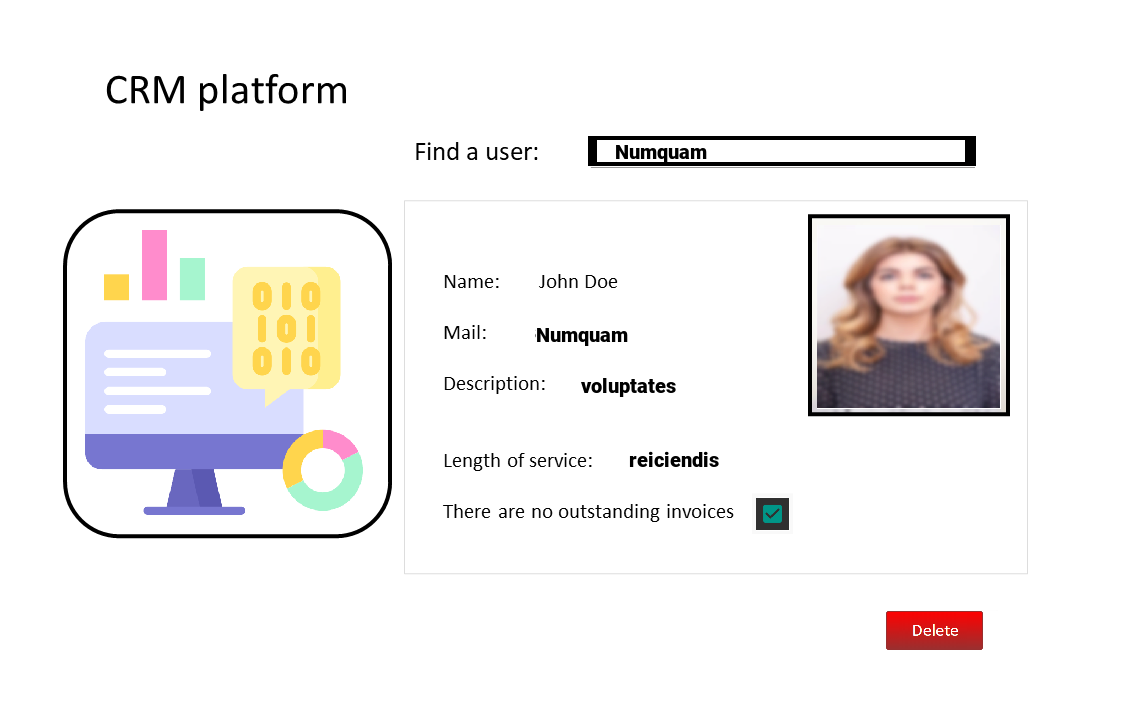 CRM platform
Find a user: Numquam
010
101
010
Name: John Doe
Mail: Numquam
Description: voluptates
Length of service: reiciendis
There are no outstanding invoices
Delete